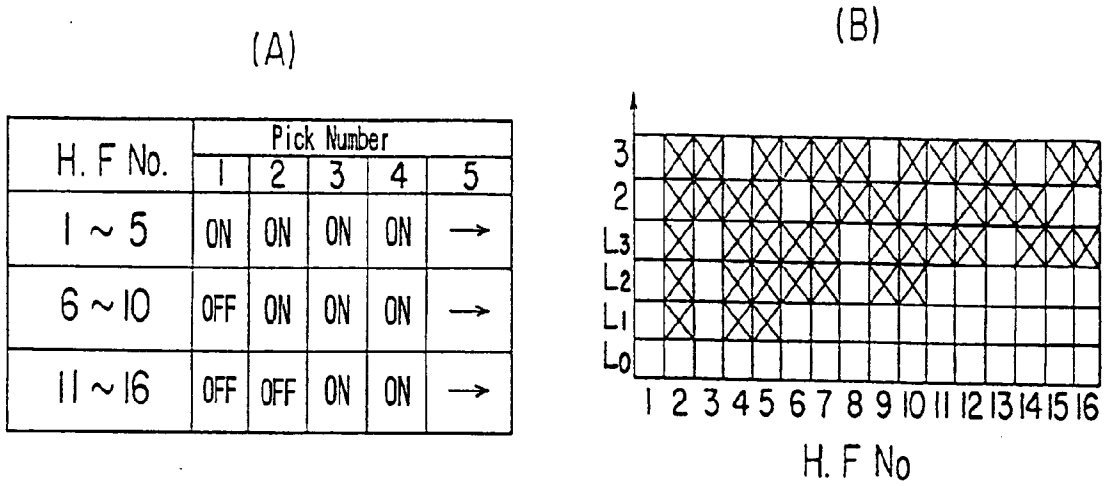 (A)
H. F No. Pick Number
1 2 3 4 5
1 ~ 5 ON ON ON ON →
6 ~ 10 OFF ON ON ON →
11 ~ 16 OFF OFF ON ON →
(B)
3
2
L3
L2
L1
L0
1 2 3 4 5 6 7 8 9 10 11 12 13 14 15 16
H. F No